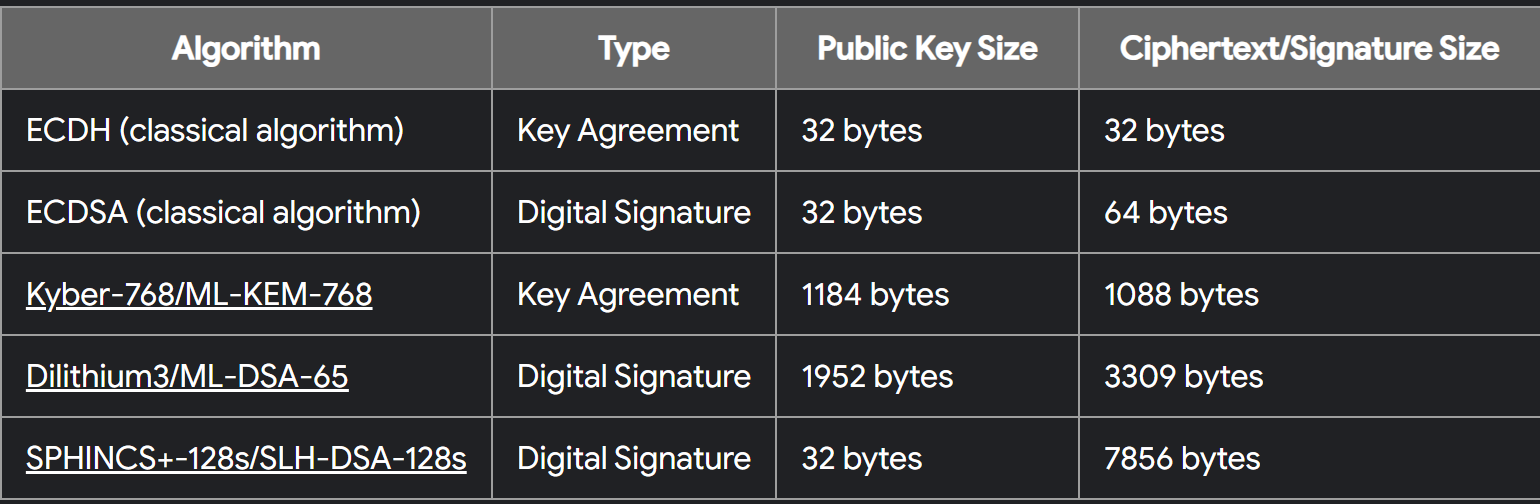 Algorithm Type Public Key Size Ciphertext/Signature Size
ECDH (classical algorithm) Key Agreement 32 bytes 32 bytes
ECDSA (classical algorithm) Digital Signature 32 bytes 64 bytes
Kyber-768/ML-KEM-768 Key Agreement 1184 bytes 1088 bytes
Dilithium3/ML-DSA-65 Digital Signature 1952 bytes 3309 bytes
SPHINCS+-128s/SLH-DSA-128s Digital Signature 32 bytes 7856 bytes